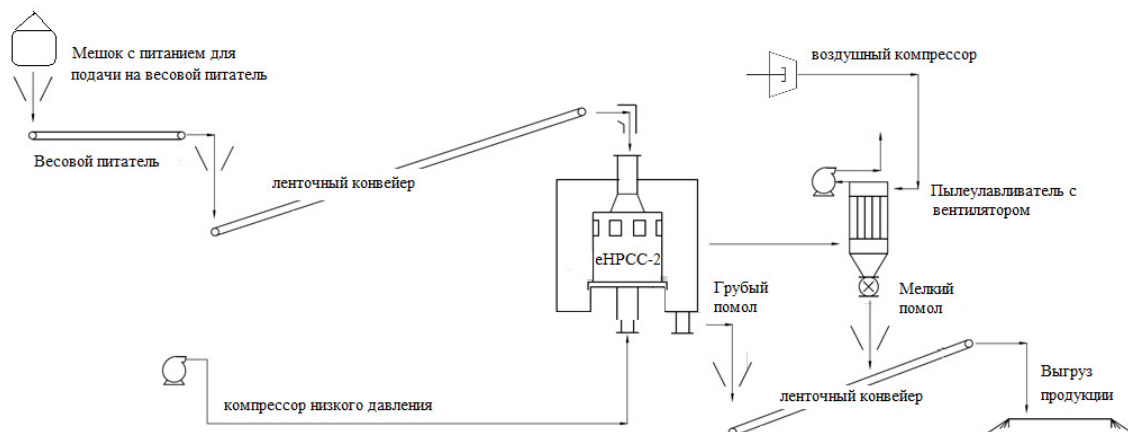 Мешок с питанием для
подачи на весовой питатель
Весовой питатель
ленточный конвейер
воздушный компрессор
Пылеулавливатель с
вентилятором
eHPCC-2
Грубый
помол
Мелкий
помол
компрессор низкого давления
ленточный конвейер
Выгруз
продукции